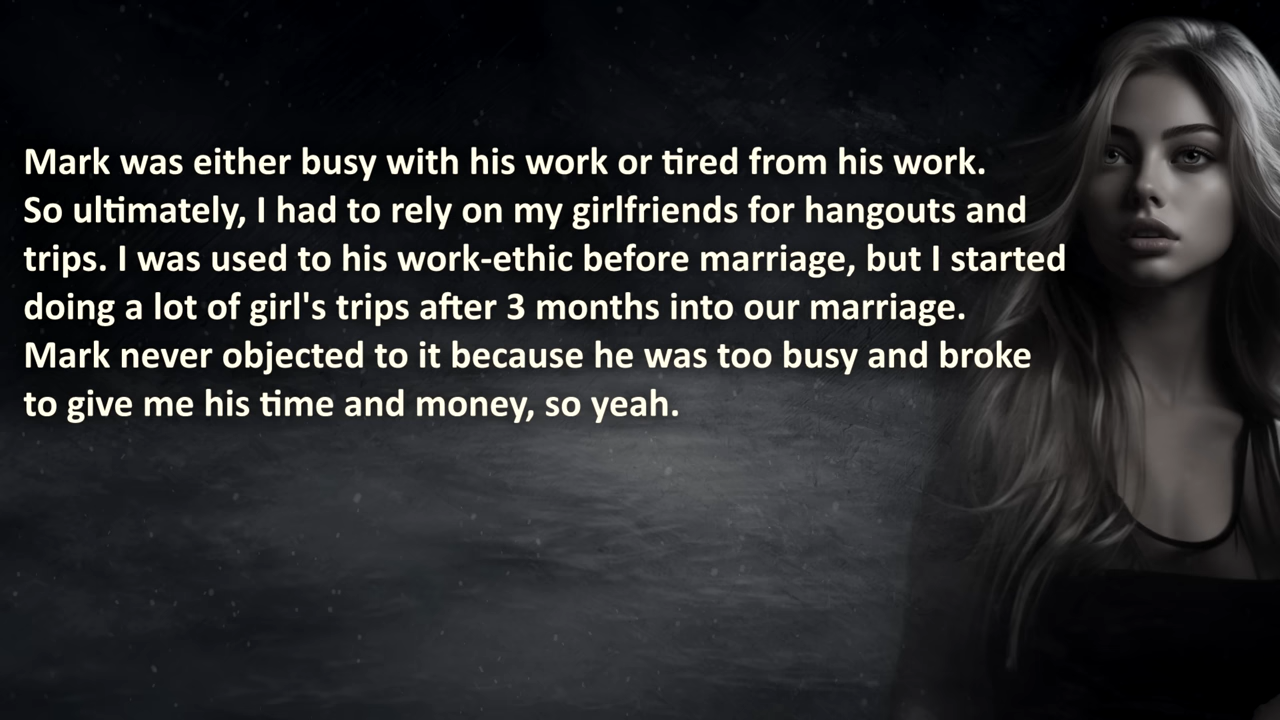 Mark was either busy with his work or tired from his work.
So ultimately, I had to rely on my girlfriends for hangouts and
trips. I was used to his work-ethic before marriage, but I started
doing a lot of girl's trips after 3 months into our marriage.
Mark never objected to it because he was too busy and broke
to give me his time and money, so yeah.